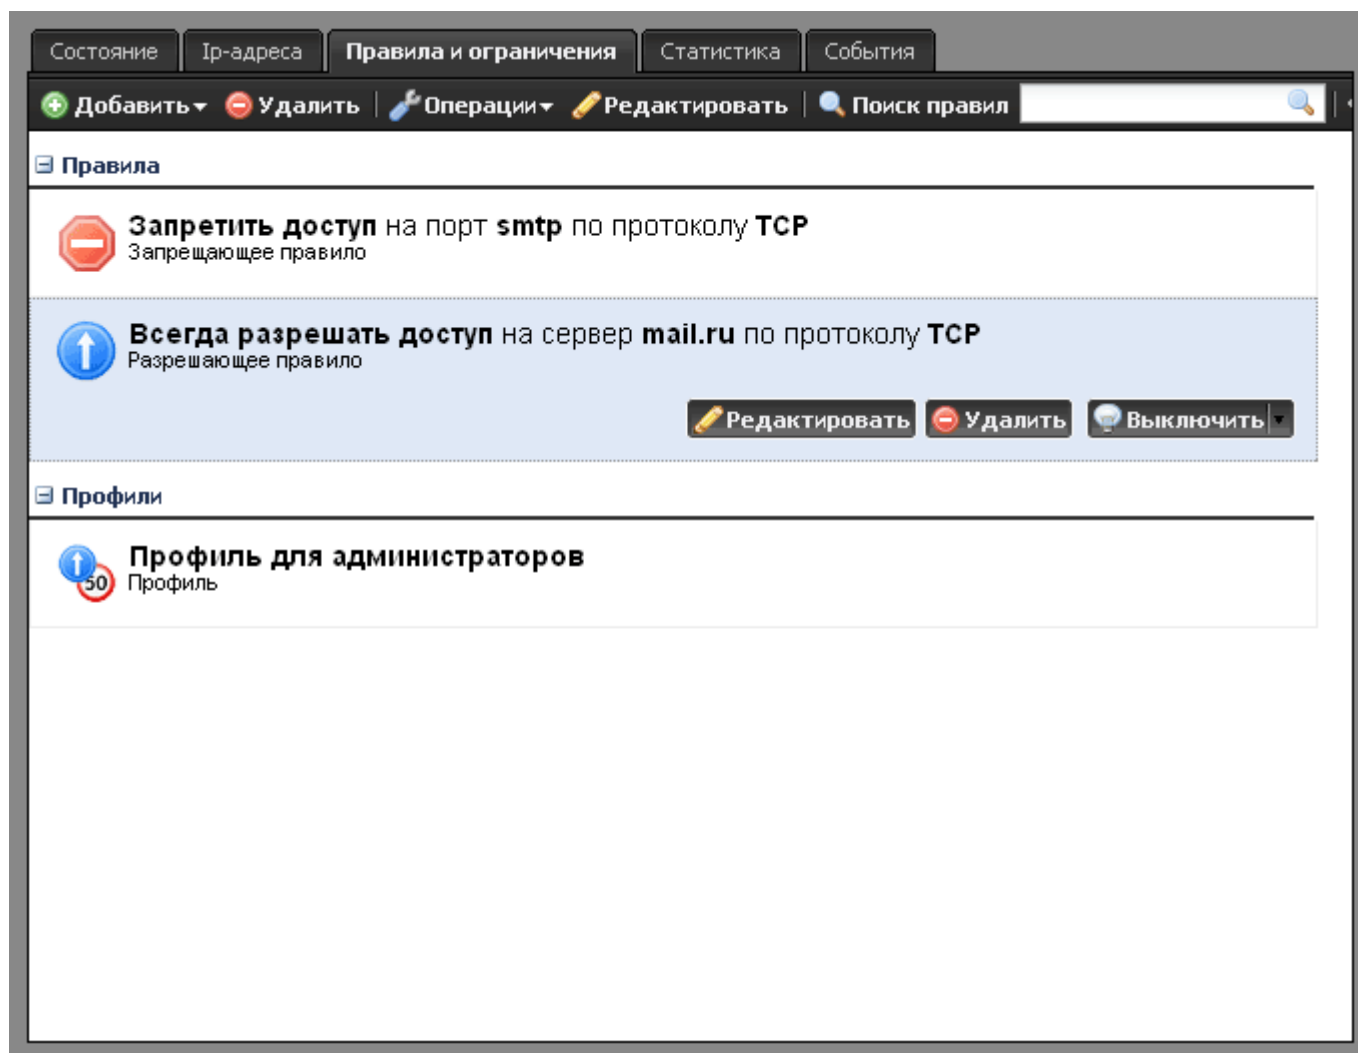 Состояние Ip-адреса Правила и ограничения Статистика События
Добавить Удалить Операции Редактировать Поиск правил
Правила
Запретить доступ на порт smtp по протоколу TCP
Запрещающее правило
Всегда разрешать доступ на сервер mail.ru по протоколу TCP
Разрешающее правило
Редактировать Удалить Выключить
Профили
Профиль для администраторов
50 Профиль